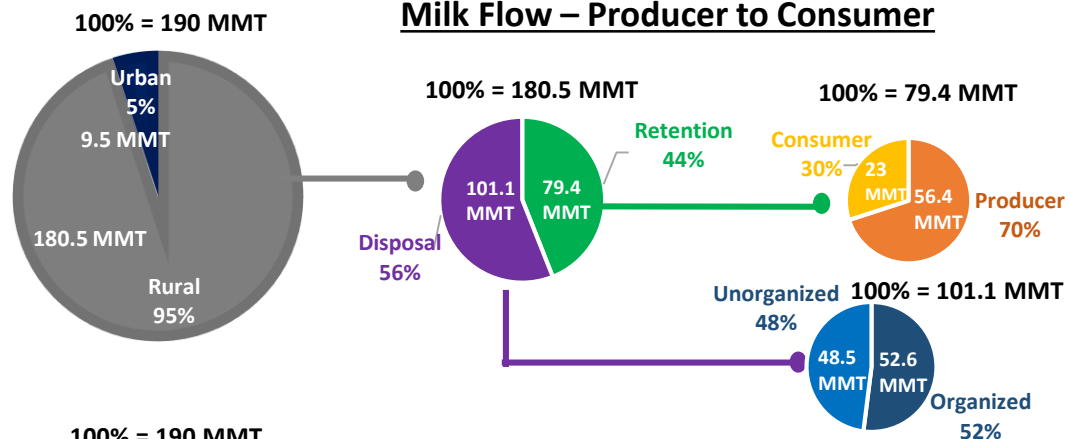 Milk Flow – Producer to Consumer
100% = 190 MMT
Urban
5%
9.5 MMT
180.5 MMT
Rural
95%
100% = 180.5 MMT
Retention
44%
101.1
MMT
79.4
MMT
Disposal
56%
100% = 79.4 MMT
Consumer
30%
23
MMT
56.4
MMT
Producer
70%
Unorganized
48%
100% = 101.1 MMT
48.5
MMT
52.6
MMT
Organized
52%
100% = 190 MMT